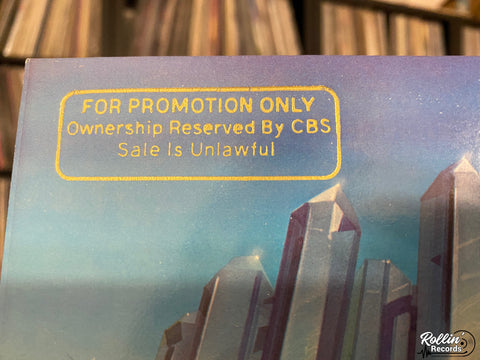 FOR PROMOTION ONLY
Ownership Reserved By CBS
Sale Is Unlawful
Rollin'
Records